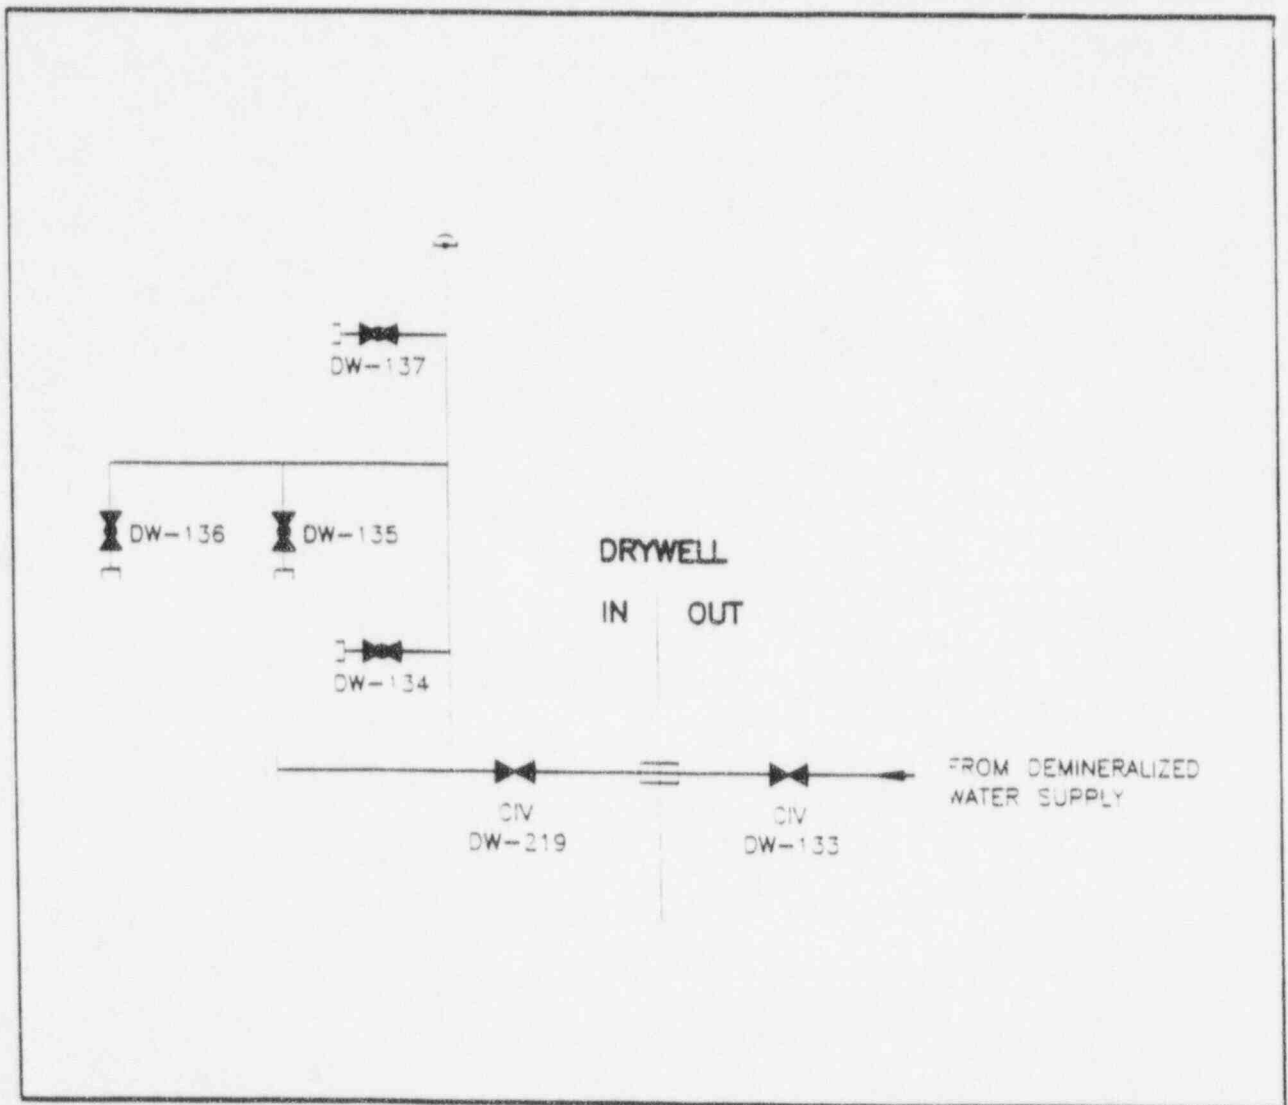 DW-137
DW-136
DW-135
DRYWELL
IN OUT
DW-134
FROM DEMINERALIZED
WATER SUPPLY
CIV
DW-219
CIV
DW-133